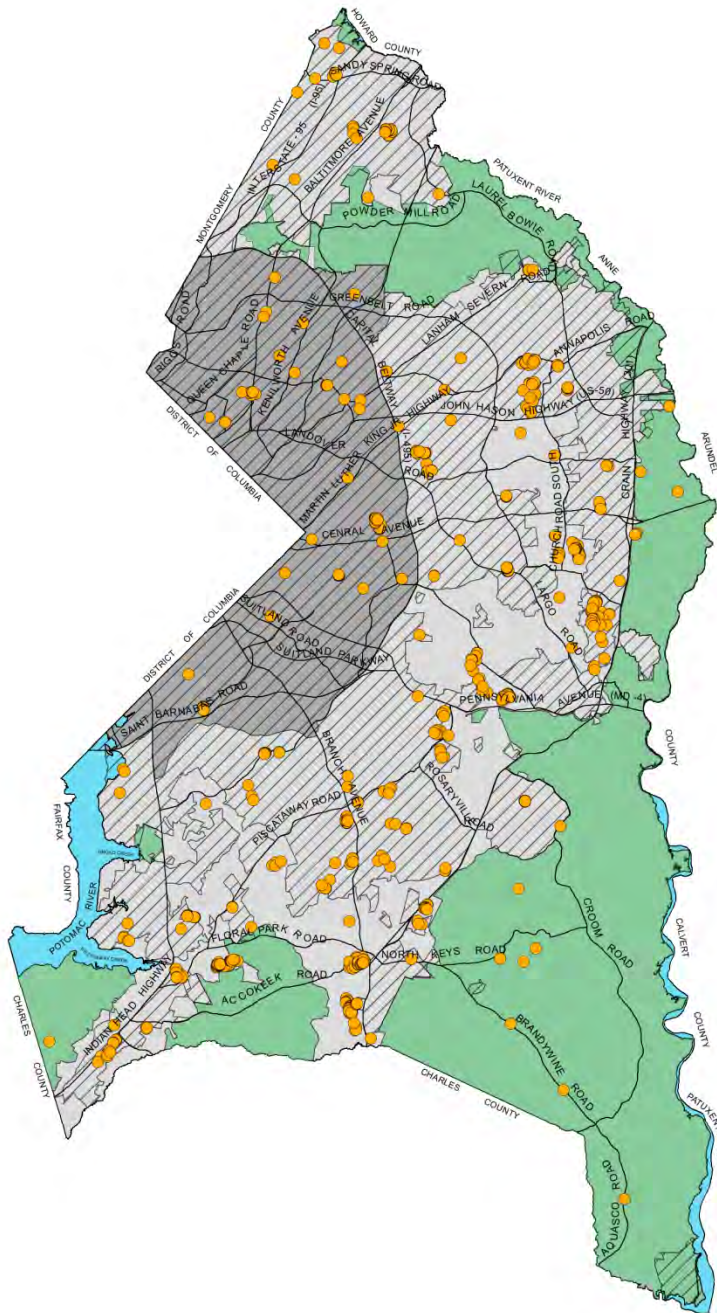 HOWARD COUNTY
SANDY SPRING ROAD
MONTGOMERY COUNTY
INTERSTATE - 95 (I-95)
BALTITMORE AVENUE
PATUXENT RIVER
LAUREL BOWIE ROAD
POWDER MILL ROAD
ANNE ARUNDEL COUNTY
RIGGS ROAD
QUEEN CHAPLE ROAD
KENILWORTH AVENUE
GREENBELT ROAD
CAPITAL BELTWAY (I-495)
LANHAM SEVERN ROAD
ANNAPOLIS ROAD
JOHN HASON HIGHWAY (US-50)
CRAIN HIGHWAY (301)
DISTRICT OF COLUMBIA
LANDOVER ROAD
MARTIN LUTHER KING JR HIGHWAY
CHURCH ROAD SOUTH
CENRAL AVENUE
LARGO ROAD
DISTRICT OF COLUMBIA
SUITLAND ROAD
SUITLAND PARKWAY
SAINT BARNABAS ROAD
PENNSYLVANIA AVENUE (MD -4)
BRANCH AVENUE
ROSARYVILLE ROAD
PISCATAWAY ROAD
FAIRFAX COUNTY
POTOMAC RIVER
CROOM ROAD
CALVERT COUNTY
FLORAL PARK ROAD
NORTH KEYS ROAD
ACCOKEEK ROAD
INDIAN HEAD HIGHWAY
CHARLES COUNTY
BRANDYWINE ROAD
CHARLES COUNTY
PATUXENT
AQUASCO ROAD